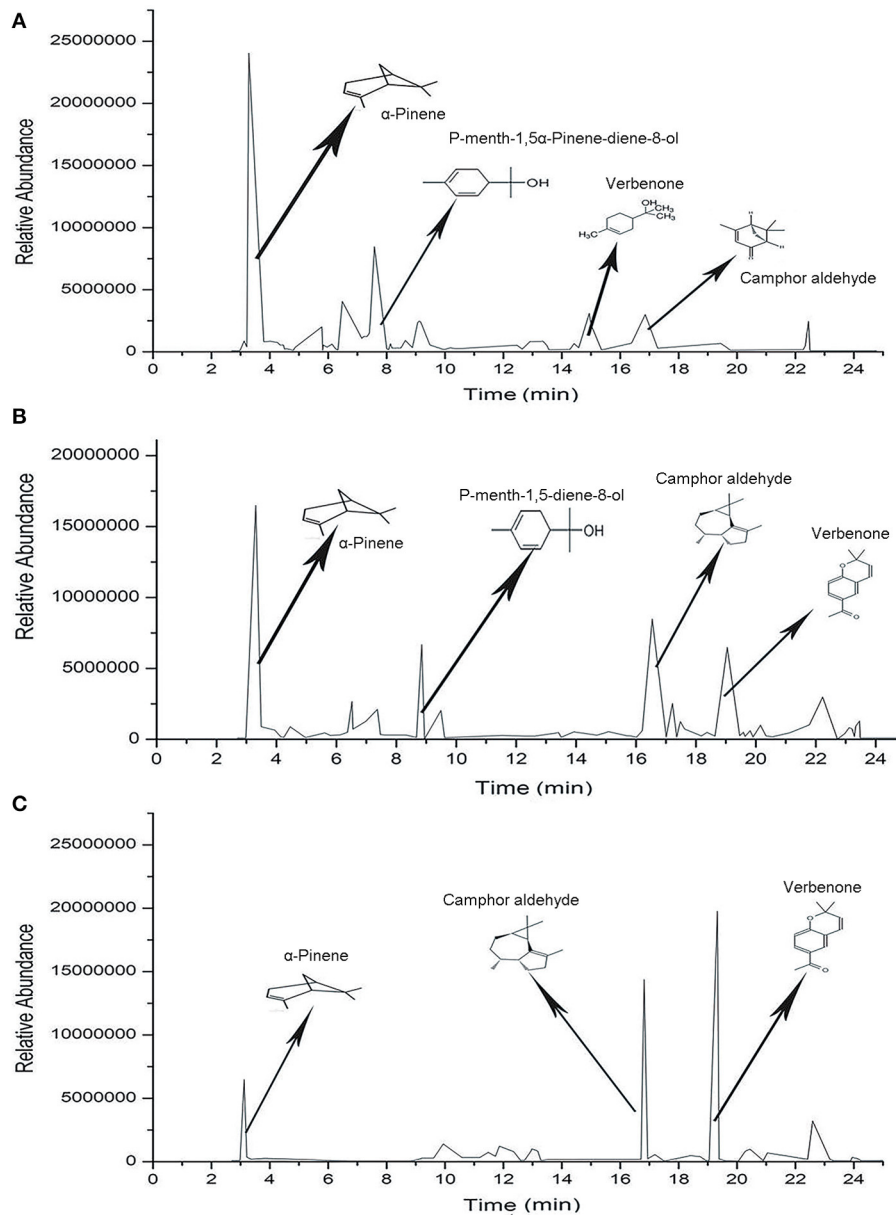 A
25000000
20000000
15000000
10000000
5000000
0
Relative Abundance
α-Pinene
P-menth-1,5α-Pinene-diene-8-ol
OH
Verbenone
OH
CH₃
CH₃
H₃C
H
H
O
Camphor aldehyde
0 2 4 6 8 10 12 14 16 18 20 22 24
Time (min)
B
20000000
15000000
10000000
5000000
0
Relative Abundance
α-Pinene
P-menth-1,5-diene-8-ol
OH
Camphor aldehyde
Verbenone
O
O
0 2 4 6 8 10 12 14 16 18 20 22 24
Time (min)
C
25000000
20000000
15000000
10000000
5000000
0
Relative Abundance
α-Pinene
Camphor aldehyde
Verbenone
O
O
0 2 4 6 8 10 12 14 16 18 20 22 24
Time (min)